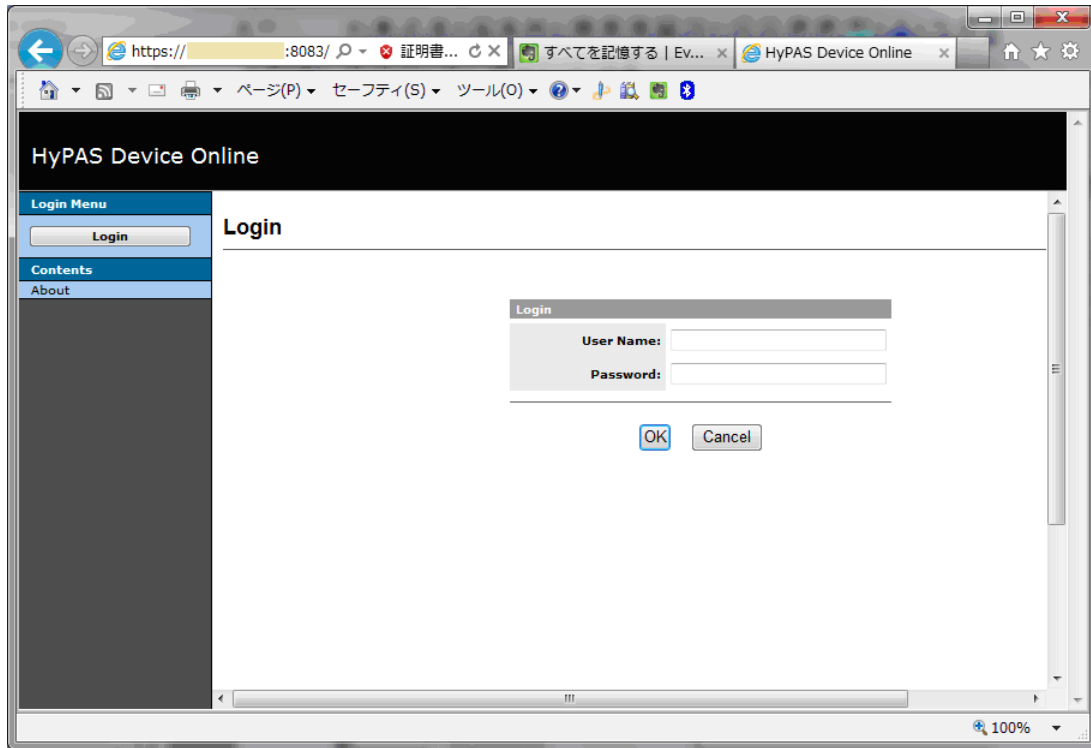 https://
:8083/
証明書...
すべてを記憶する | Ev...
HyPAS Device Online
ページ(P)
セーフティ(S)
ツール(O)
HyPAS Device Online
Login Menu
Login
Contents
About
Login
Login
User Name:
Password:
OK
Cancel
100%